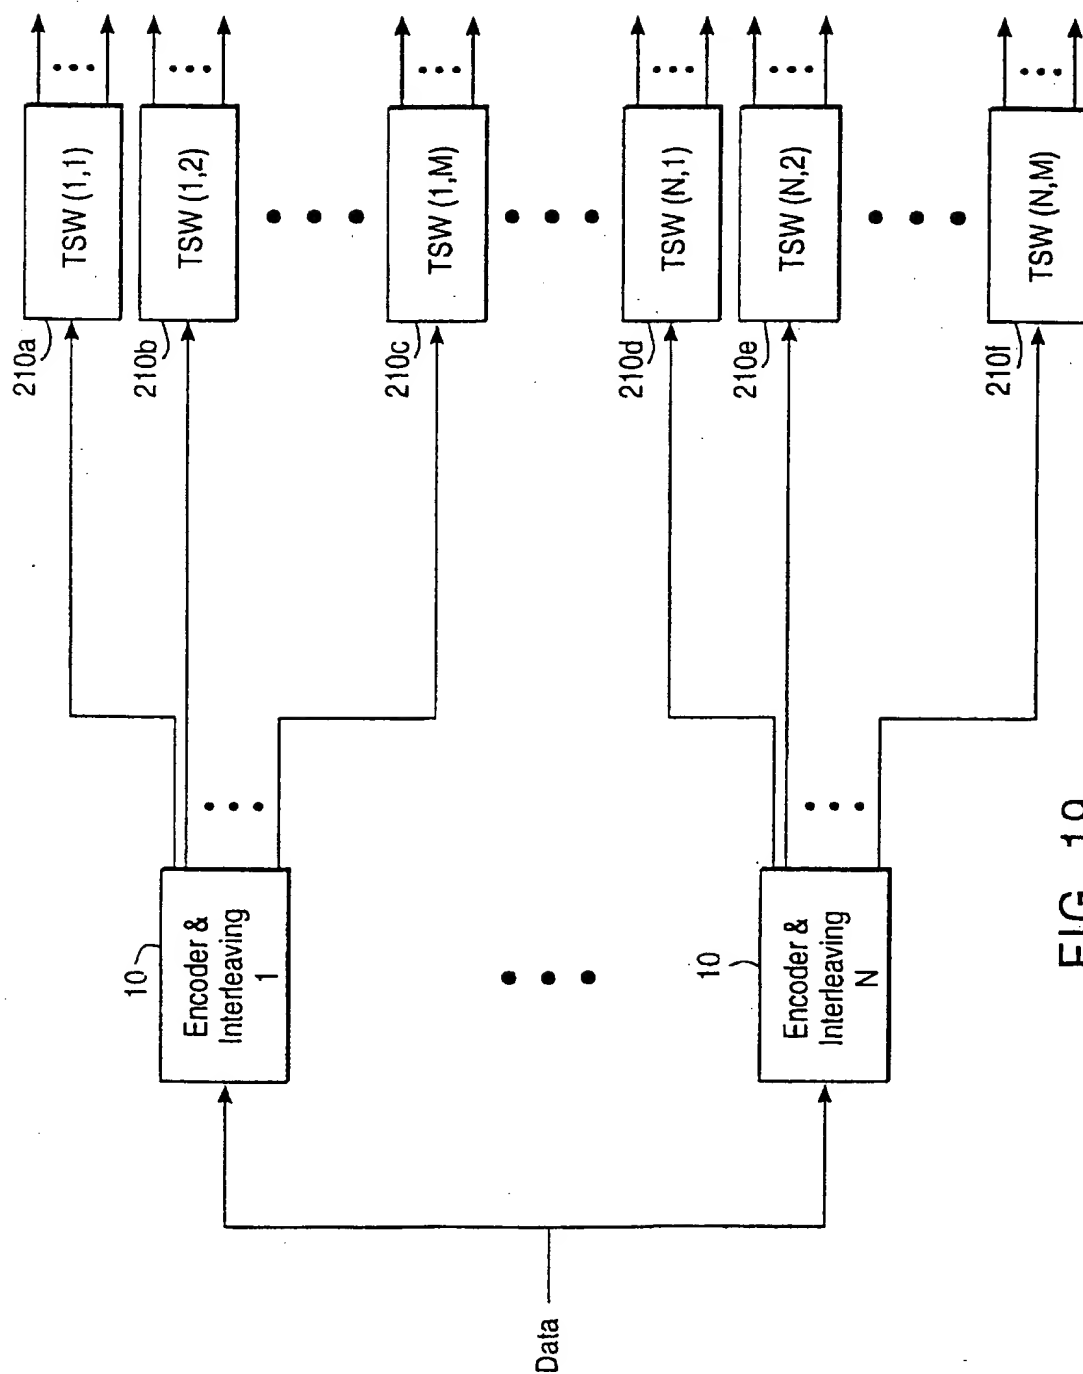 Data
10
Encoder &
Interleaving
1
10
Encoder &
Interleaving
N
210a
TSW (1,1)
210b
TSW (1,2)
210c
TSW (1,M)
210d
TSW (N,1)
210e
TSW (N,2)
210f
TSW (N,M)
FIG